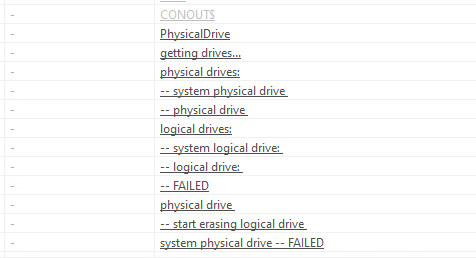 CONOUT$
- PhysicalDrive
- getting drives...
- physical drives:
- -- system physical drive
- -- physical drive
- logical drives:
- -- system logical drive:
- -- logical drive:
- -- FAILED
- physical drive
- -- start erasing logical drive
- system physical drive -- FAILED